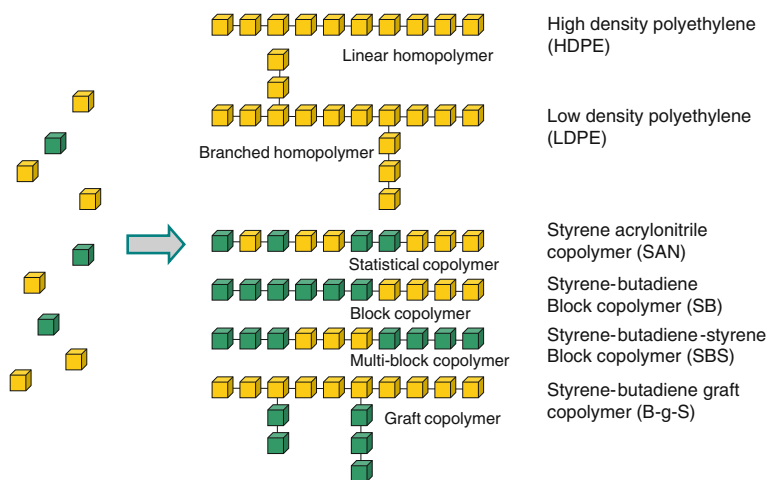 High density polyethylene
(HDPE)
Linear homopolymer
Low density polyethylene
(LDPE)
Branched homopolymer
Styrene acrylonitrile
copolymer (SAN)
Statistical copolymer
Styrene-butadiene
Block copolymer (SB)
Block copolymer
Styrene-butadiene-styrene
Block copolymer (SBS)
Multi-block copolymer
Styrene-butadiene graft
copolymer (B-g-S)
Graft copolymer